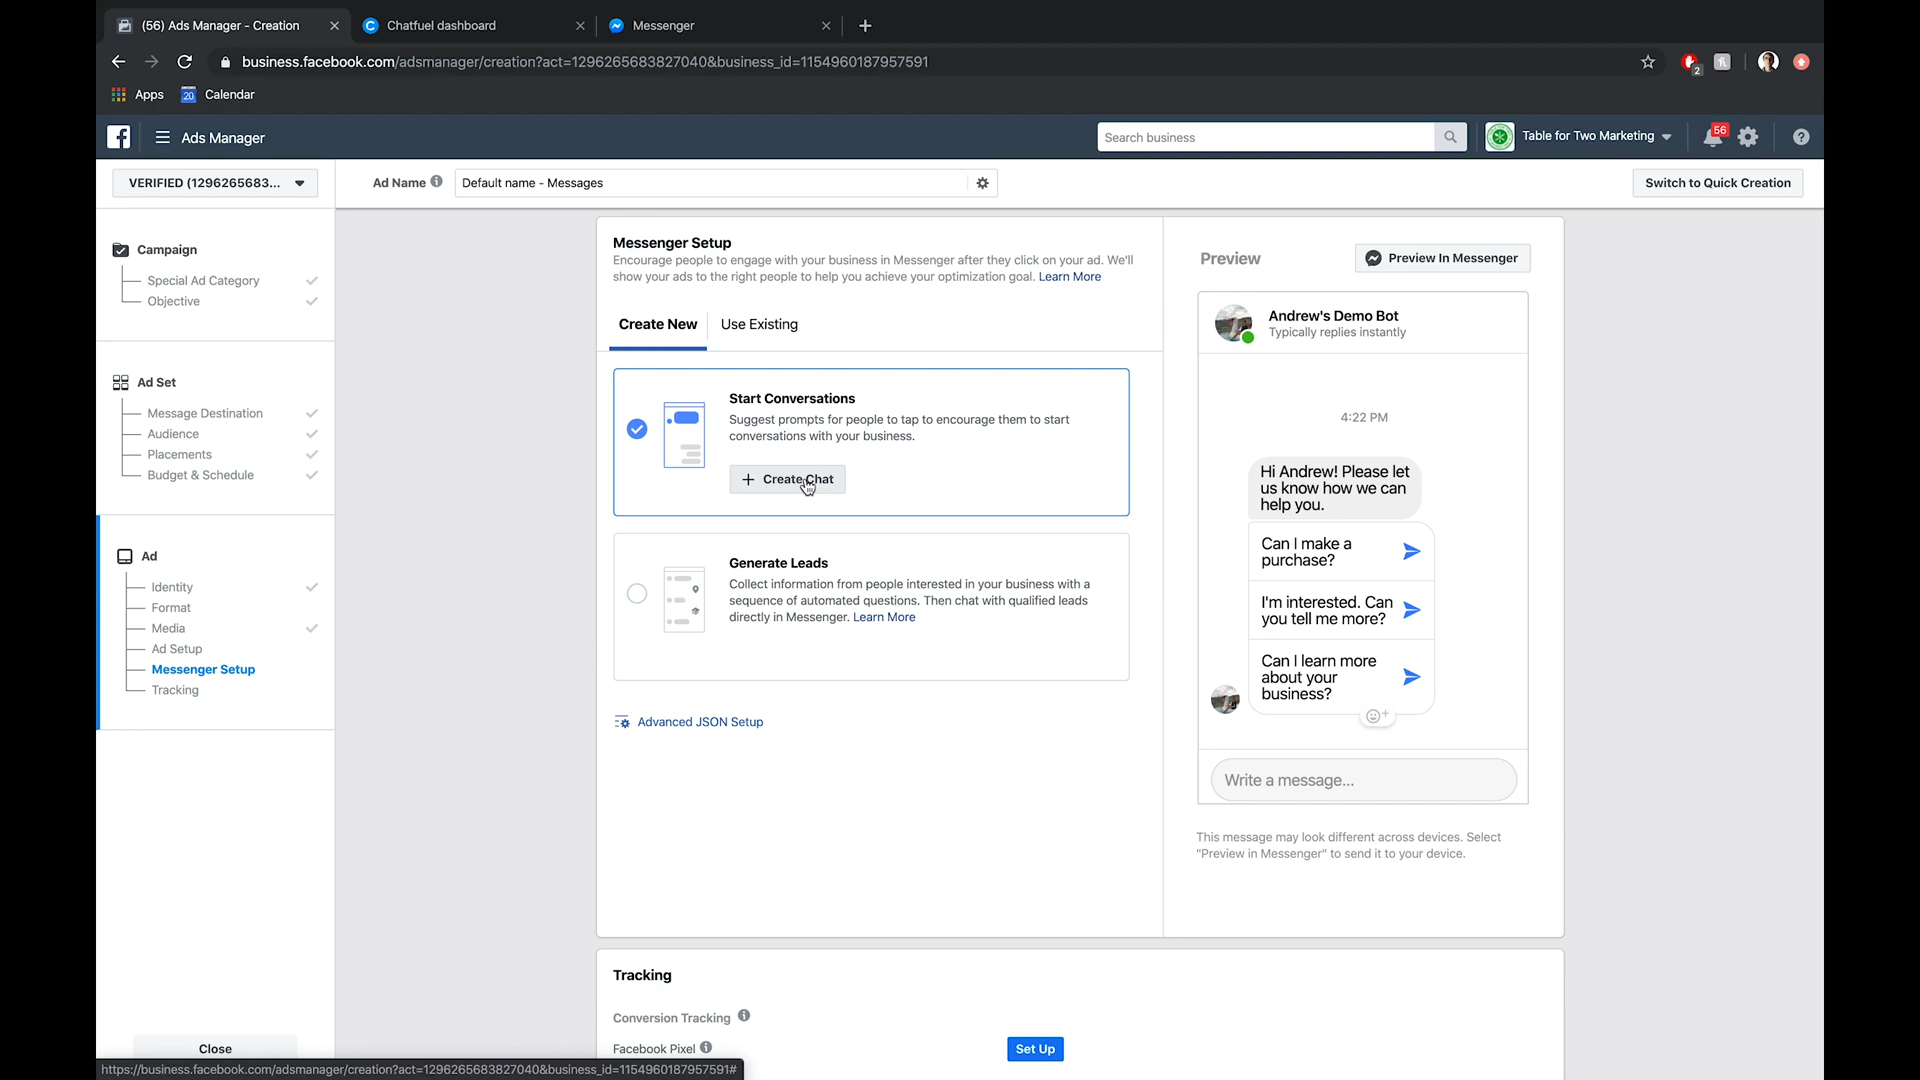 (56) Ads Manager - Creation
Chatfuel dashboard
Messenger
business.facebook.com/adsmanager/creation?act=1296265683827040&business_id=1154960187957591
2
Apps
20
Calendar
Ads Manager
Search business
Table for Two Marketing
56
VERIFIED (1296265683...
Ad Name
Default name - Messages
Switch to Quick Creation
Campaign
Special Ad Category
Objective
Ad Set
Message Destination
Audience
Placements
Budget & Schedule
Ad
Identity
Format
Media
Ad Setup
Messenger Setup
Tracking
Close
Messenger Setup
Encourage people to engage with your business in Messenger after they click on your ad. We'll
show your ads to the right people to help you achieve your optimization goal. Learn More
Create New
Use Existing
Start Conversations
Suggest prompts for people to tap to encourage them to start
conversations with your business.
+ Create Chat
Generate Leads
Collect information from people interested in your business with a
sequence of automated questions. Then chat with qualified leads
directly in Messenger. Learn More
Advanced JSON Setup
Preview
Preview In Messenger
Andrew's Demo Bot
Typically replies instantly
4:22 PM
Hi Andrew! Please let
us know how we can
help you.
Can I make a
purchase?
I'm interested. Can
you tell me more?
Can I learn more
about your
business?
Write a message...
This message may look different across devices. Select
"Preview in Messenger" to send it to your device.
Tracking
Conversion Tracking
Facebook Pixel
Set Up
https://business.facebook.com/adsmanager/creation?act=1296265683827040&business_id=1154960187957591#